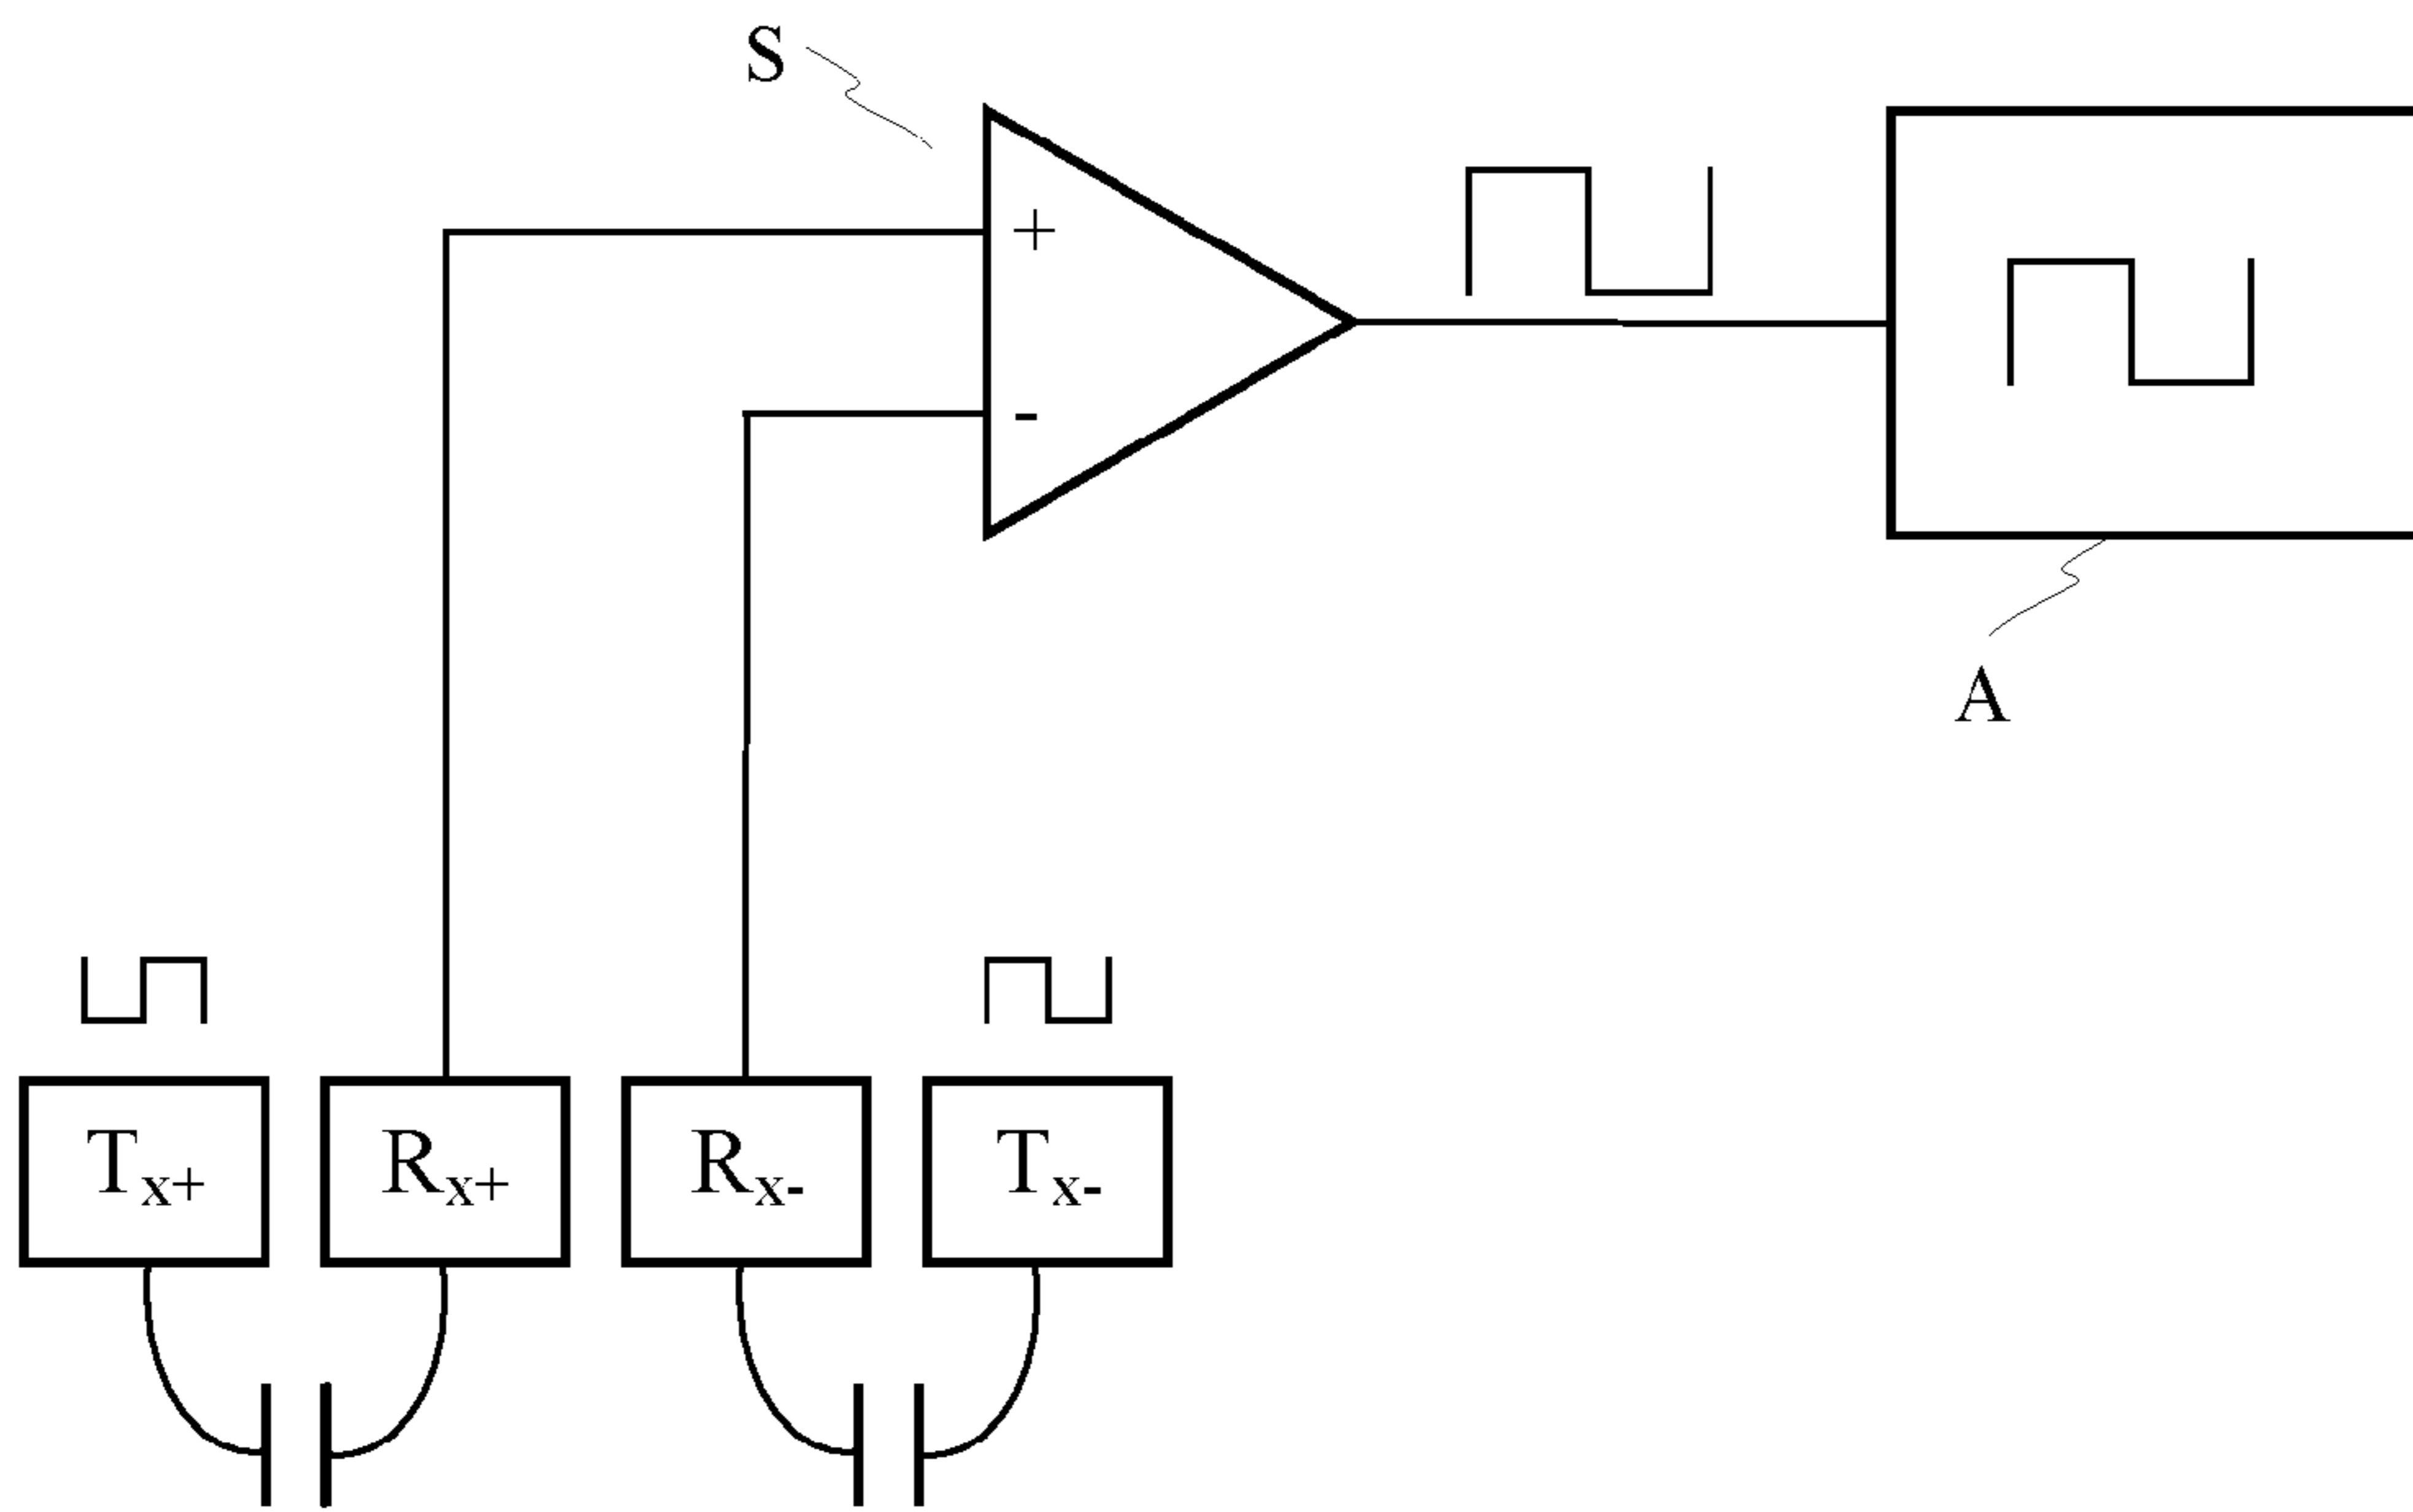 S
+
-
A
Tx+ Rx+ Rx- Tx-